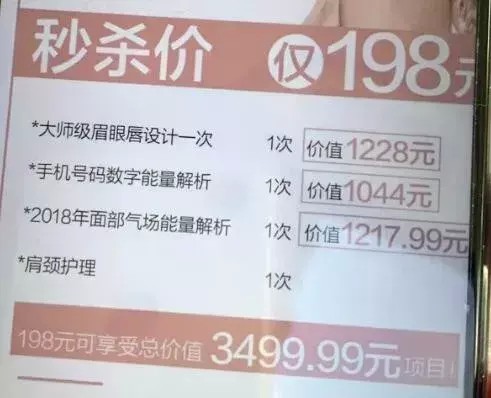 秒杀价 仅198元
*大师级眉眼唇设计一次 1次 价值1228元
*手机号码数字能量解析 1次 价值1044元
*2018年面部气场能量解析 1次 价值1217.99元
*肩颈护理 1次
198元可享受总价值 3499.99元 项目!